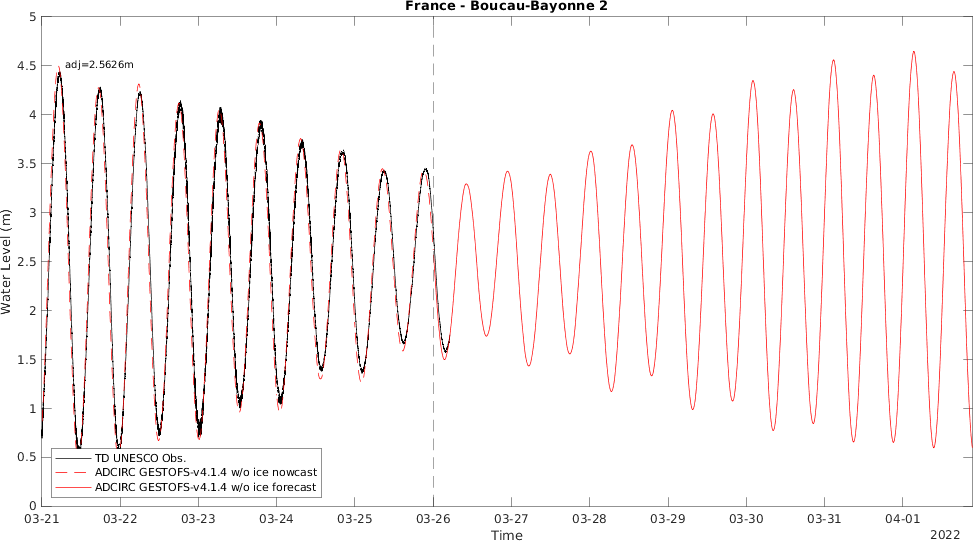 France - Boucau-Bayonne 2
adj=2.5626m
5
4.5
4
3.5
3
2.5
2
1.5
1
0.5
0
Water Level (m)
TD UNESCO Obs.
ADCIRC GESTOFS-v4.1.4 w/o ice nowcast
ADCIRC GESTOFS-v4.1.4 w/o ice forecast
03-21 03-22 03-23 03-24 03-25 03-26 03-27 03-28 03-29 03-30 03-31 04-01
Time
2022